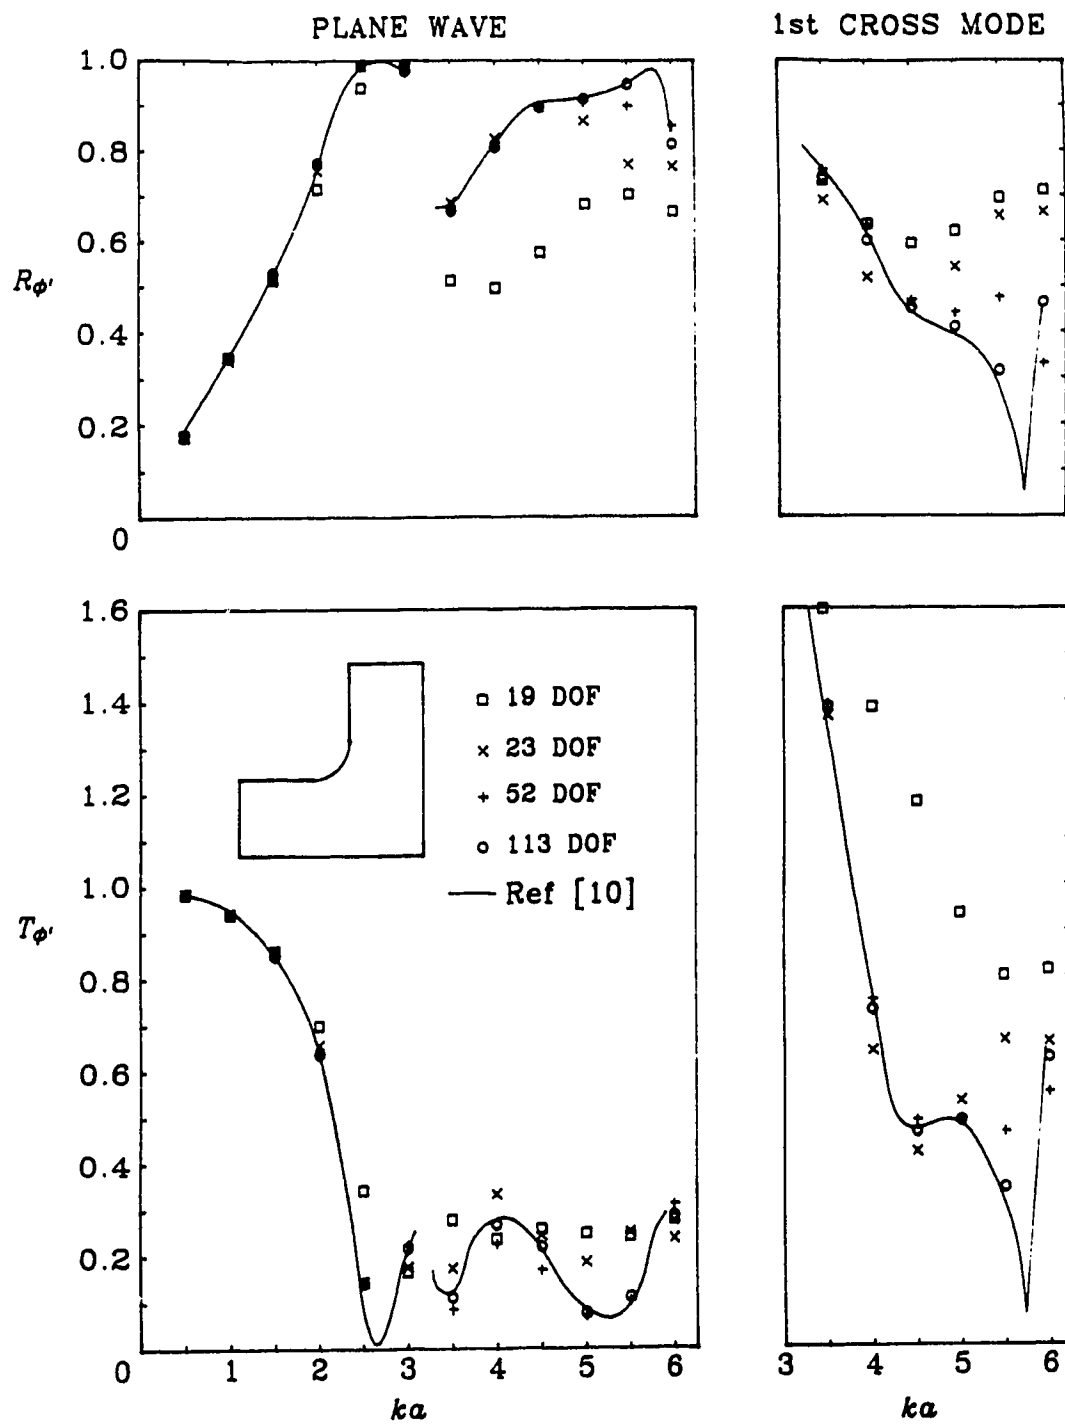 PLANE WAVE
1st CROSS MODE
1.0
0.8
0.6
Rϕ'
0.4
0.2
0
1.6
1.4
1.2
1.0
Tϕ'
0.8
0.6
0.4
0.2
0
19 DOF
23 DOF
52 DOF
113 DOF
Ref [10]
1 2 3 4 5 6
ka
3 4 5 6
ka